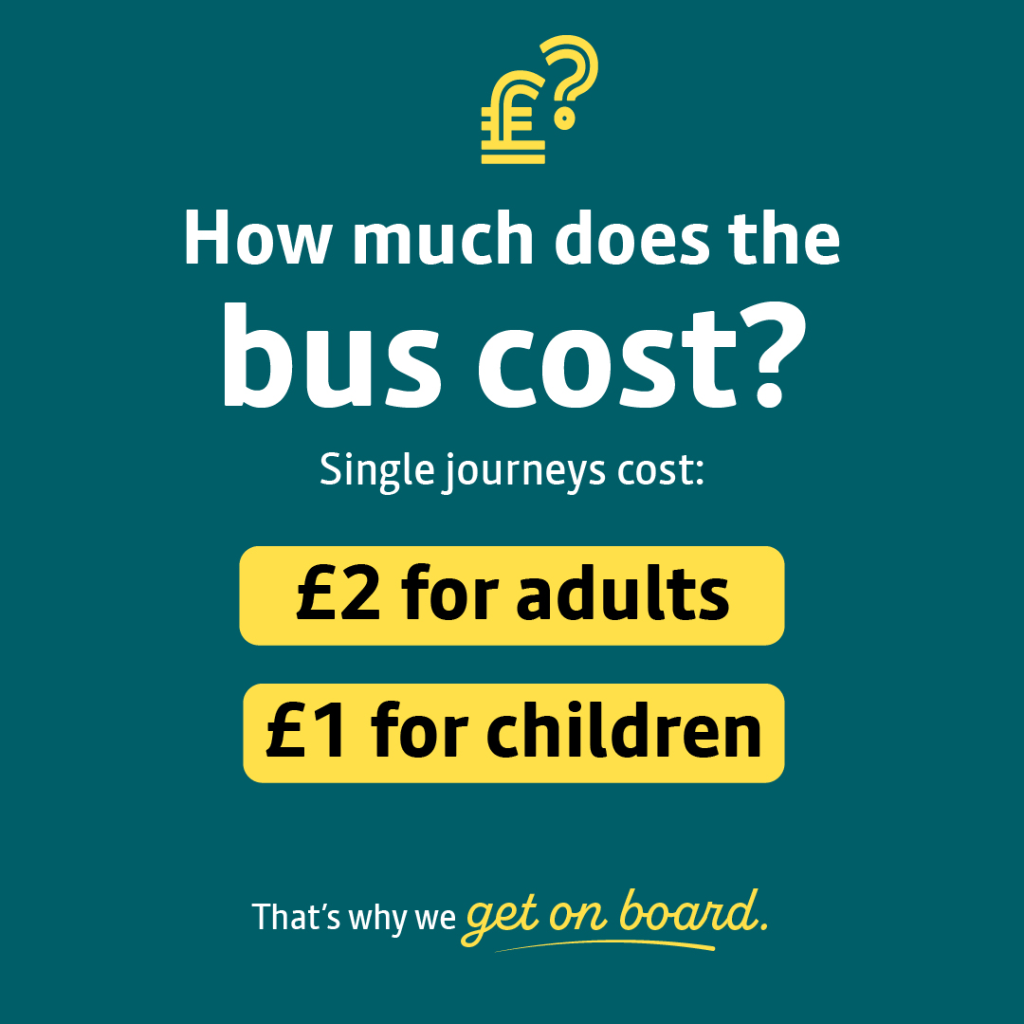 £?
How much does the
bus cost?
Single journeys cost:
£2 for adults
£1 for children
That's why we get on board.